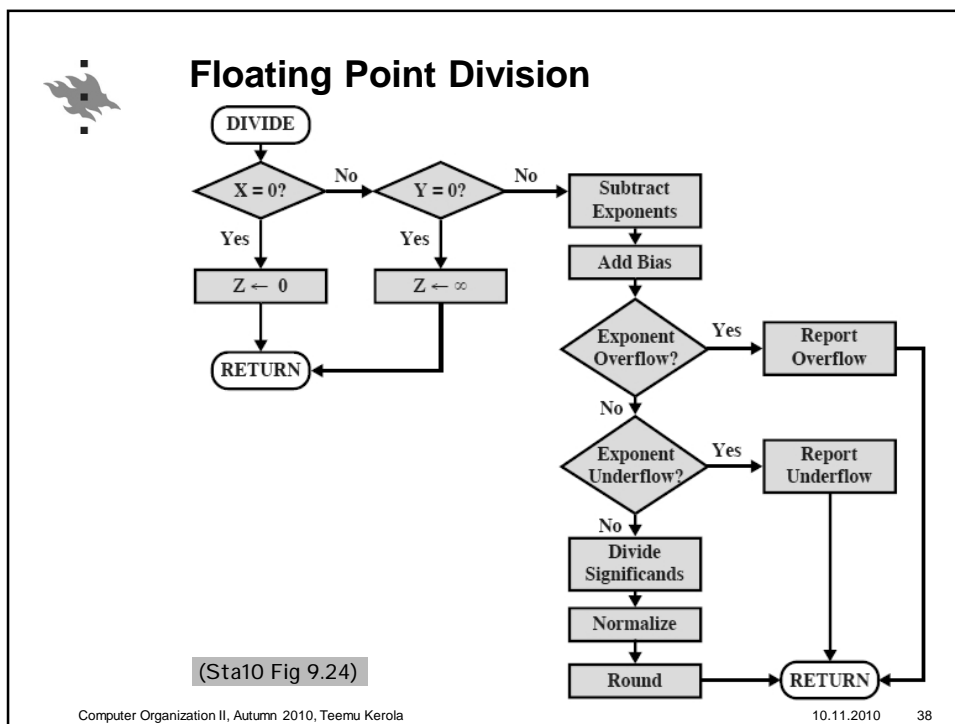 Floating Point Division
DIVIDE
X = 0?
No
Y = 0?
No
Yes
Yes
Z ← 0
Z ← ∞
RETURN
Subtract
Exponents
Add Bias
Exponent
Overflow?
Yes
Report
Overflow
No
Exponent
Underflow?
Yes
Report
Underflow
No
Divide
Significands
Normalize
Round
RETURN
(Sta10 Fig 9.24)
Computer Organization II, Autumn 2010, Teemu Kerola
10.11.2010
38